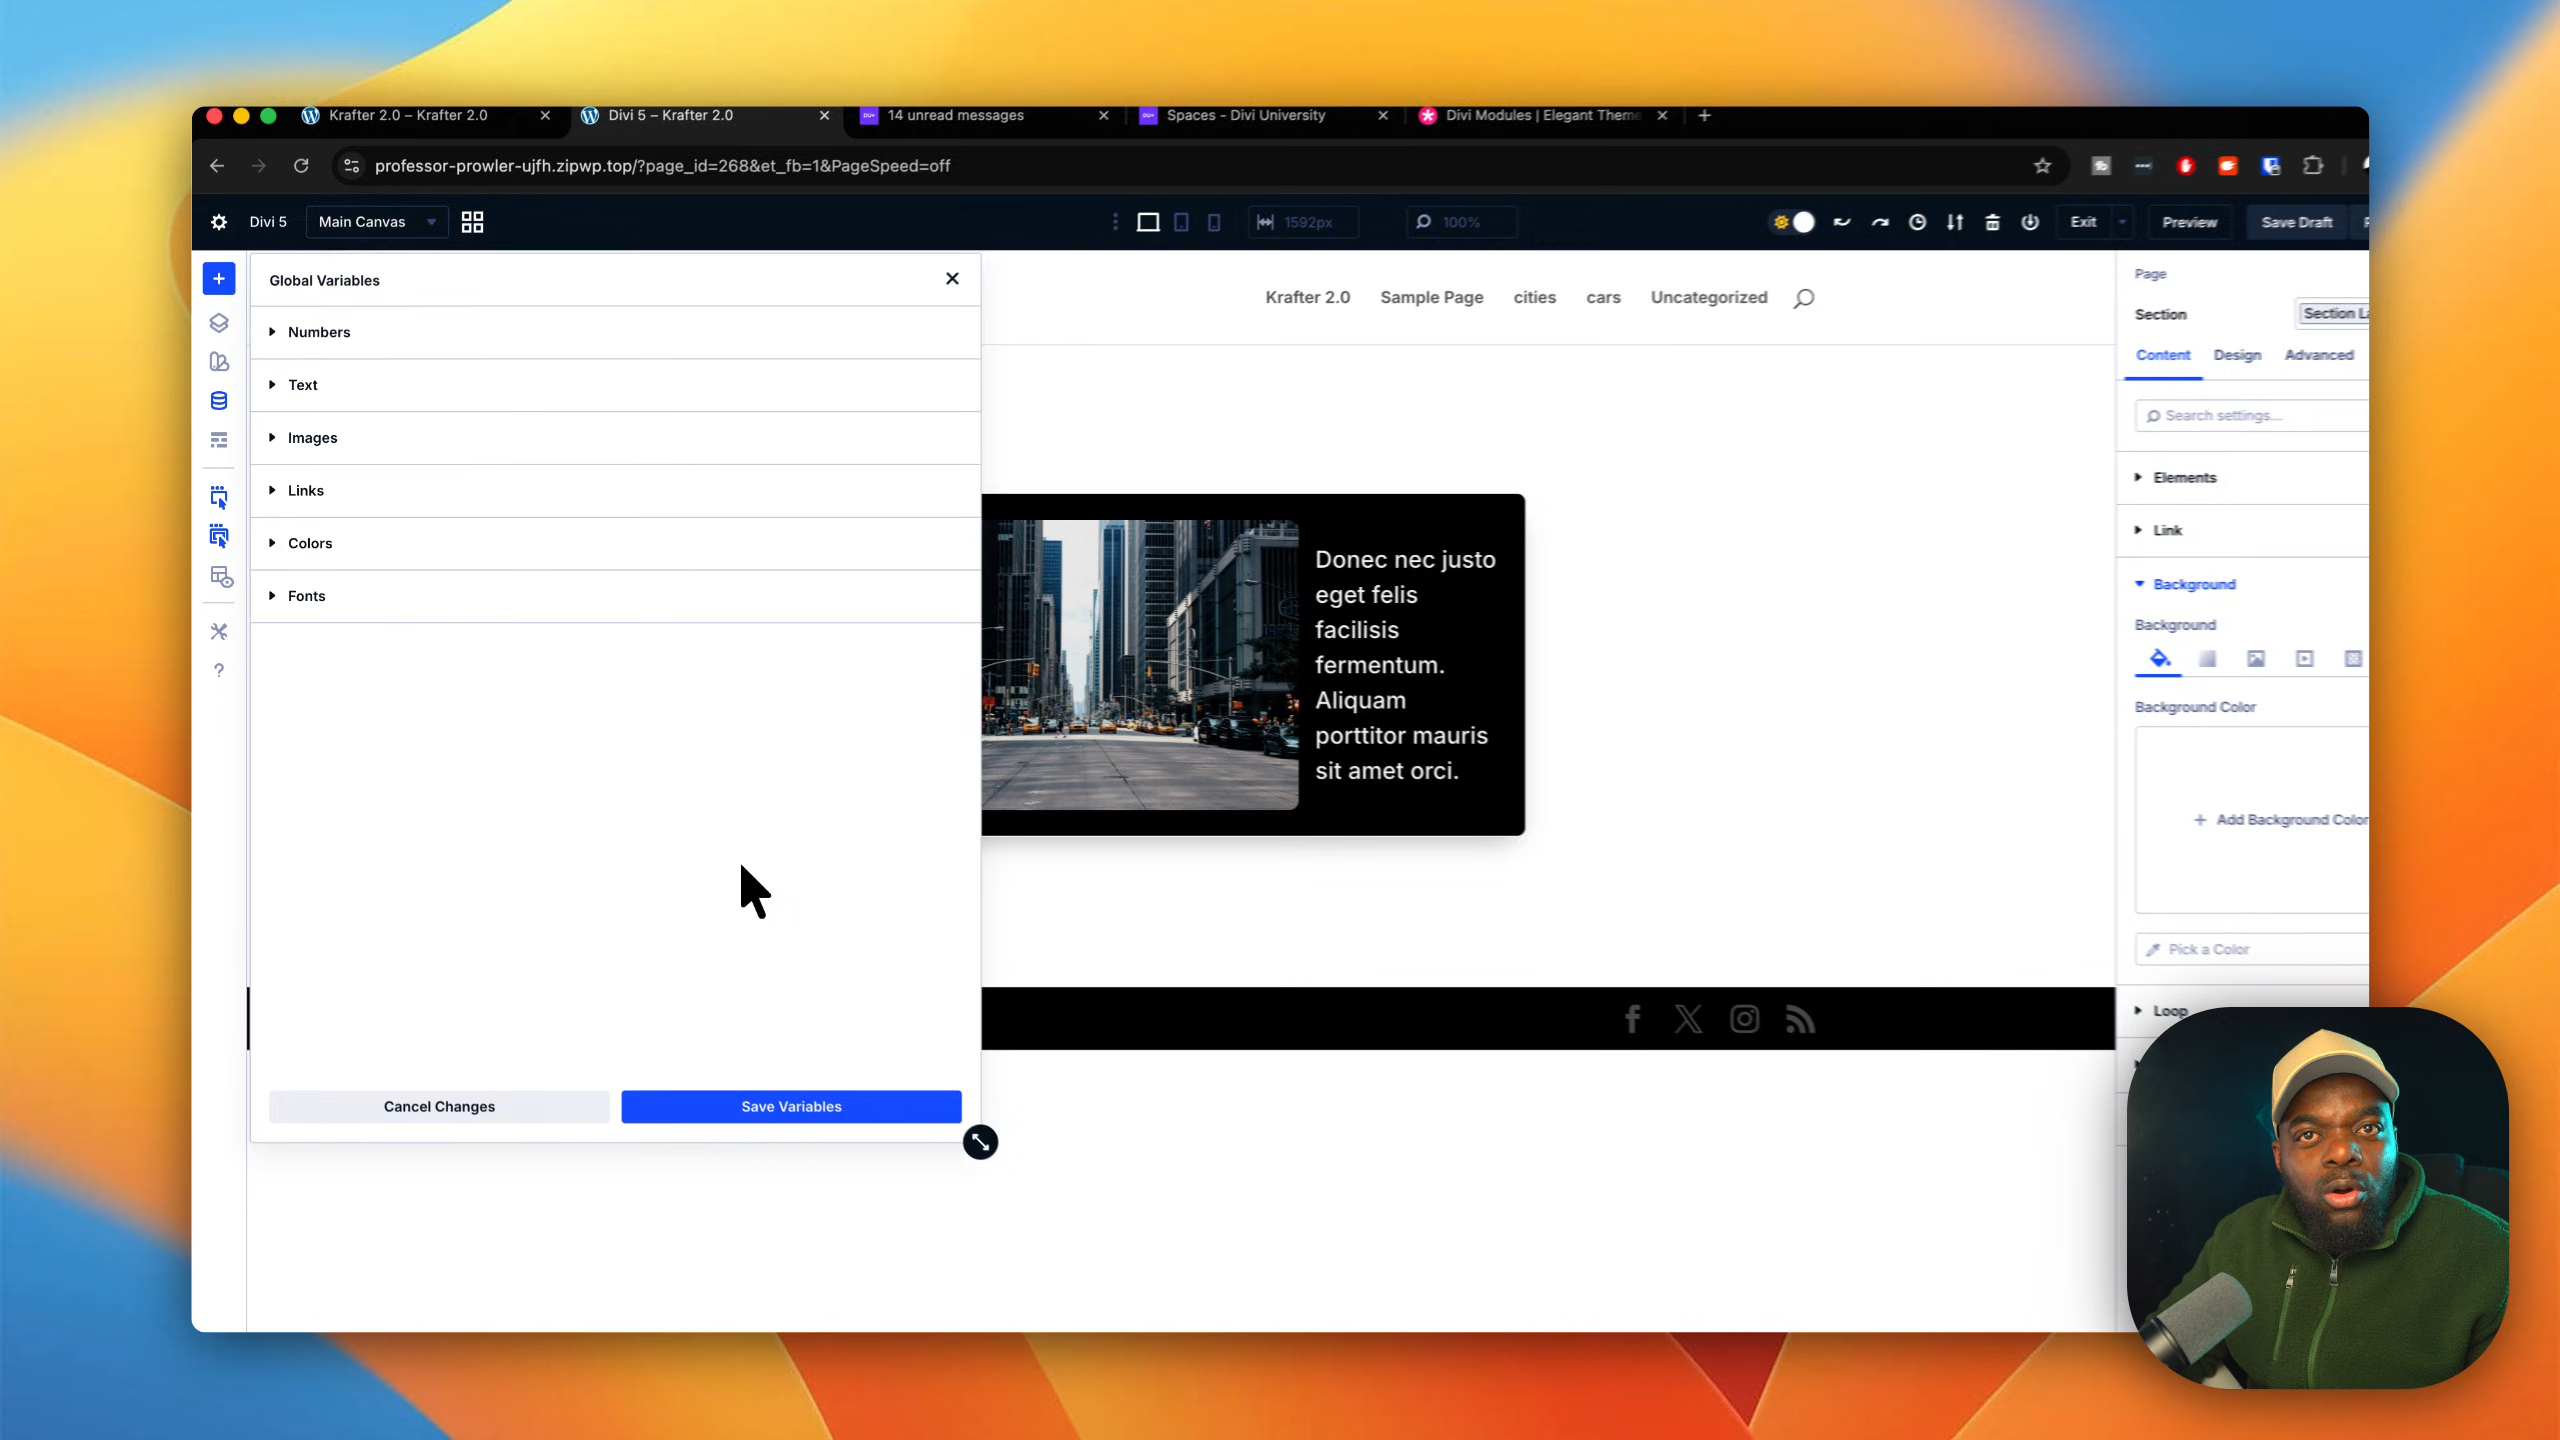 Krafter 2.0 – Krafter 2.0
Divi 5 – Krafter 2.0
14 unread messages
Spaces - Divi University
Divi Modules | Elegant Theme
professor-prowler-ujfh.zipwp.top/?page_id=268&et_fb=1&PageSpeed=off
Divi 5
Main Canvas
1592px
100%
Exit
Preview
Save Draft
Global Variables
Numbers
Text
Images
Links
Colors
Fonts
Cancel Changes
Save Variables
Krafter 2.0
Sample Page
cities
cars
Uncategorized
Donec nec justo
eget felis
facilisis
fermentum.
Aliquam
porttitor mauris
sit amet orci.
Page
Section
Section La
Content
Design
Advanced
Search settings...
Elements
Link
Background
Background
Background Color
+ Add Background Color
Pick a Color
Loop